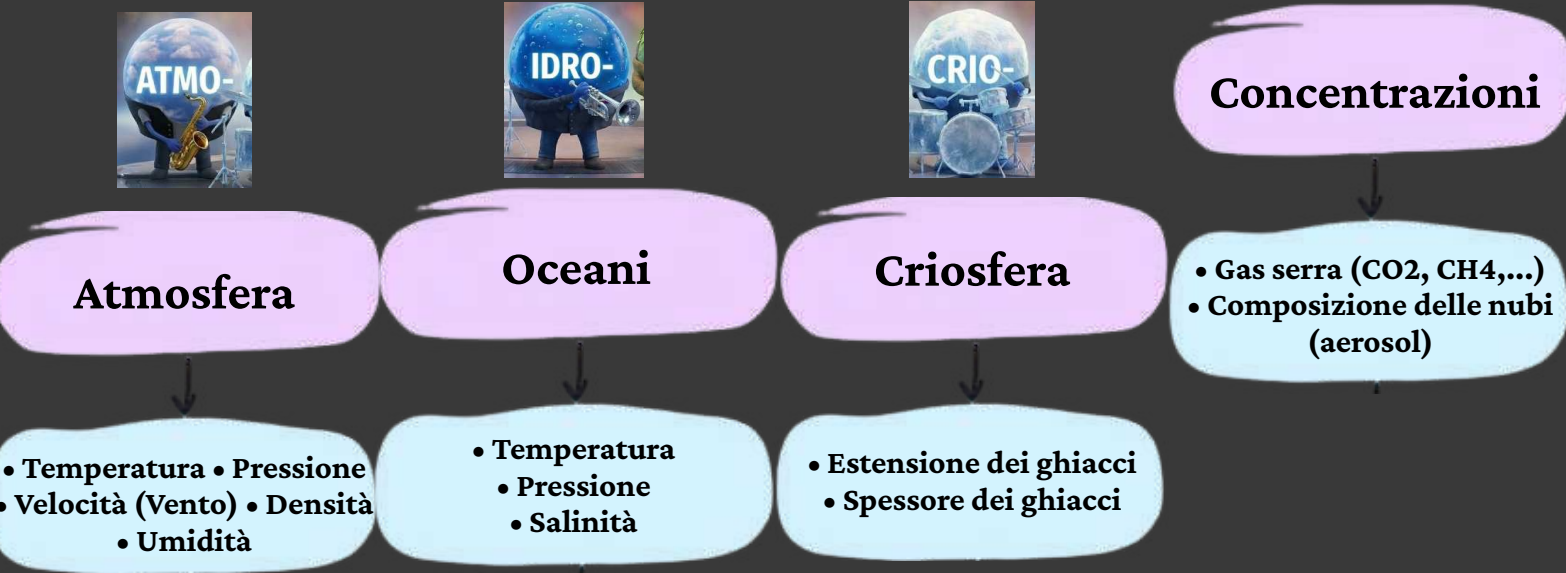 ATMO-
Atmosfera
• Temperatura • Pressione
• Velocità (Vento) • Densità
• Umidità
IDRO-
Oceani
• Temperatura
• Pressione
• Salinità
CRIO-
Criosfera
• Estensione dei ghiacci
• Spessore dei ghiacci
Concentrazioni
• Gas serra (CO2, CH4,...)
• Composizione delle nubi
(aerosol)